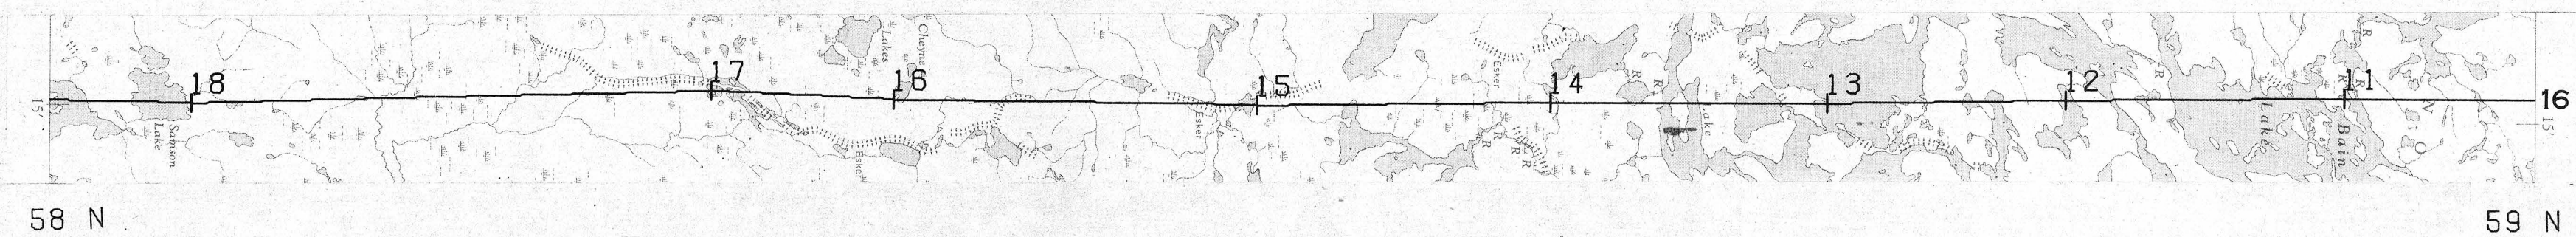 18
17
16
15
14
13
12
11
16
15'
15'
Samson
Lake
Cheyne
Lakes
Esker
Esker
Esker
R
R
R
R
R
Lake
R
R
R
R
Lake
Bain
58 N
59 N